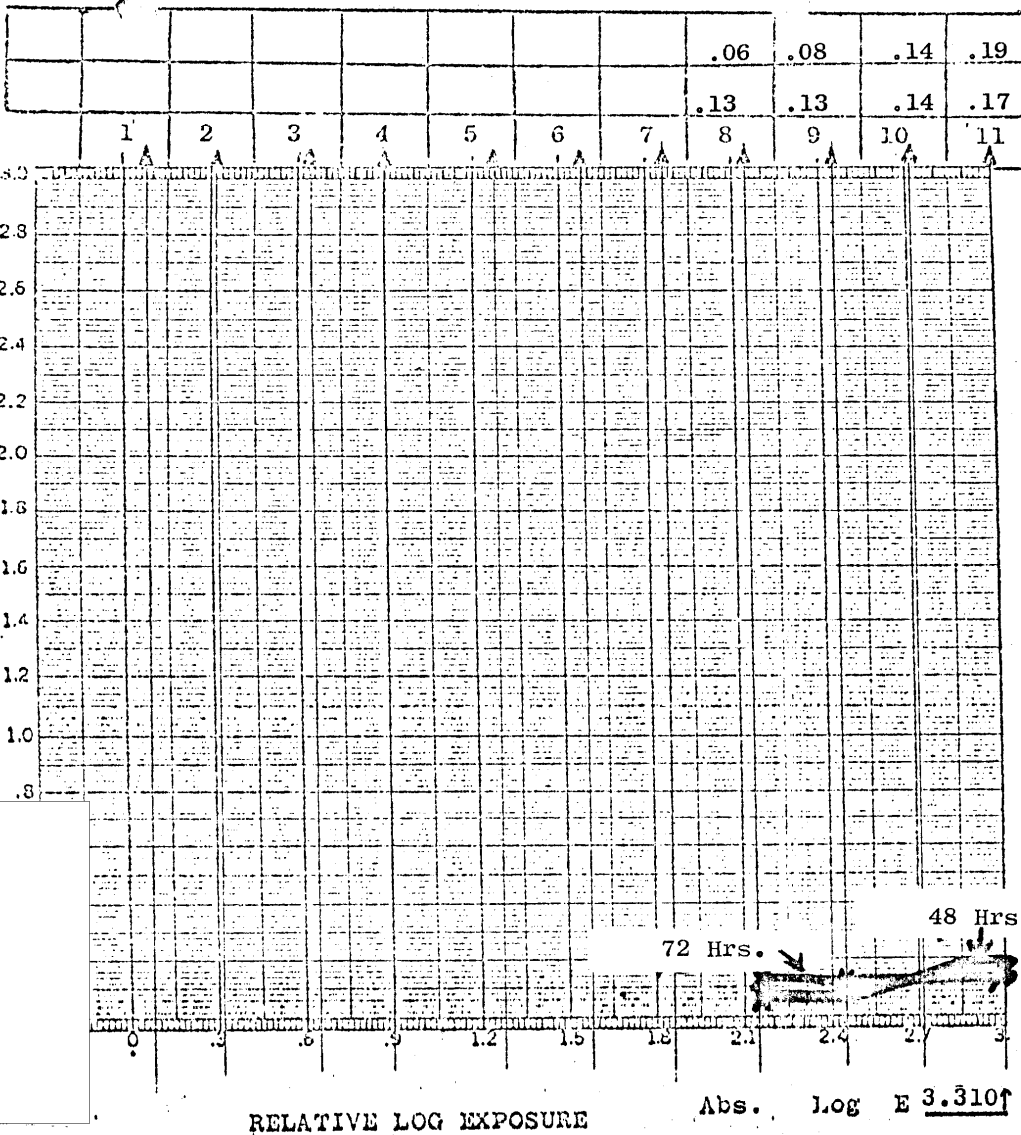 .06 .08 .14 .19
.13 .13 .14 .17
1 2 3 4 5 6 7 8 9 10 11
3.0
2.8
2.6
2.4
2.2
2.0
1.8
1.6
1.4
1.2
1.0
.8
48 Hrs
72 Hrs.
.0 .3 .6 .9 1.2 1.5 1.8 2.1 2.4 2.7 3.
RELATIVE LOG EXPOSURE
Abs. Log E 3.310↑